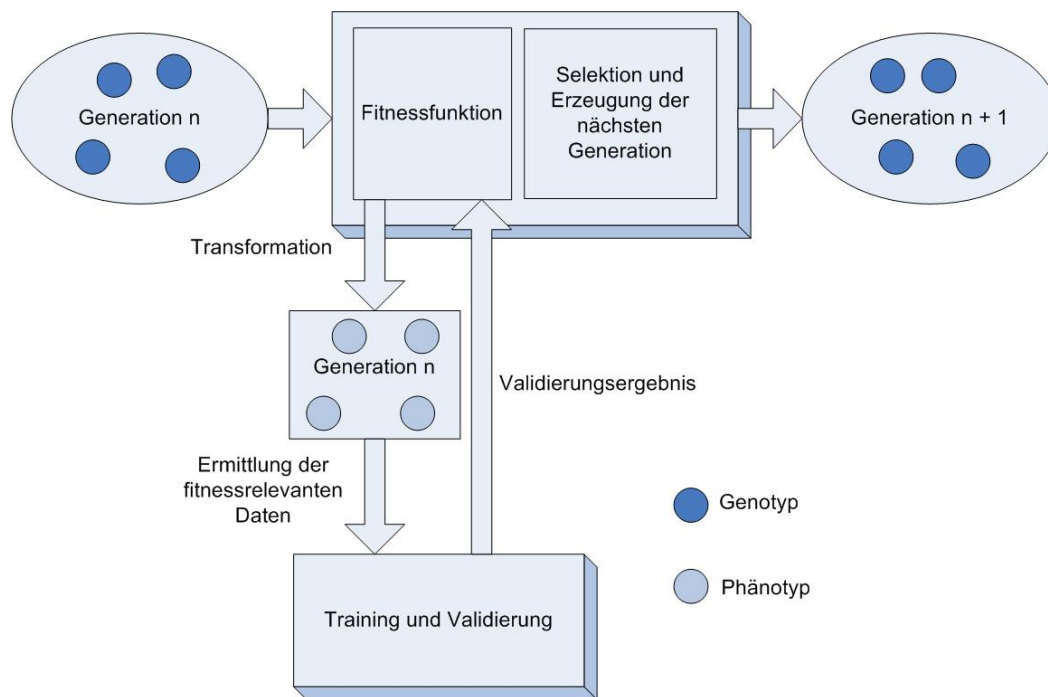 Generation n
Fitnessfunktion
Selektion und
Erzeugung der
nächsten
Generation
Generation n + 1
Transformation
Generation n
Validierungsergebnis
Ermittlung der
fitnessrelevanten
Daten
Genotyp
Phänotyp
Training und Validierung